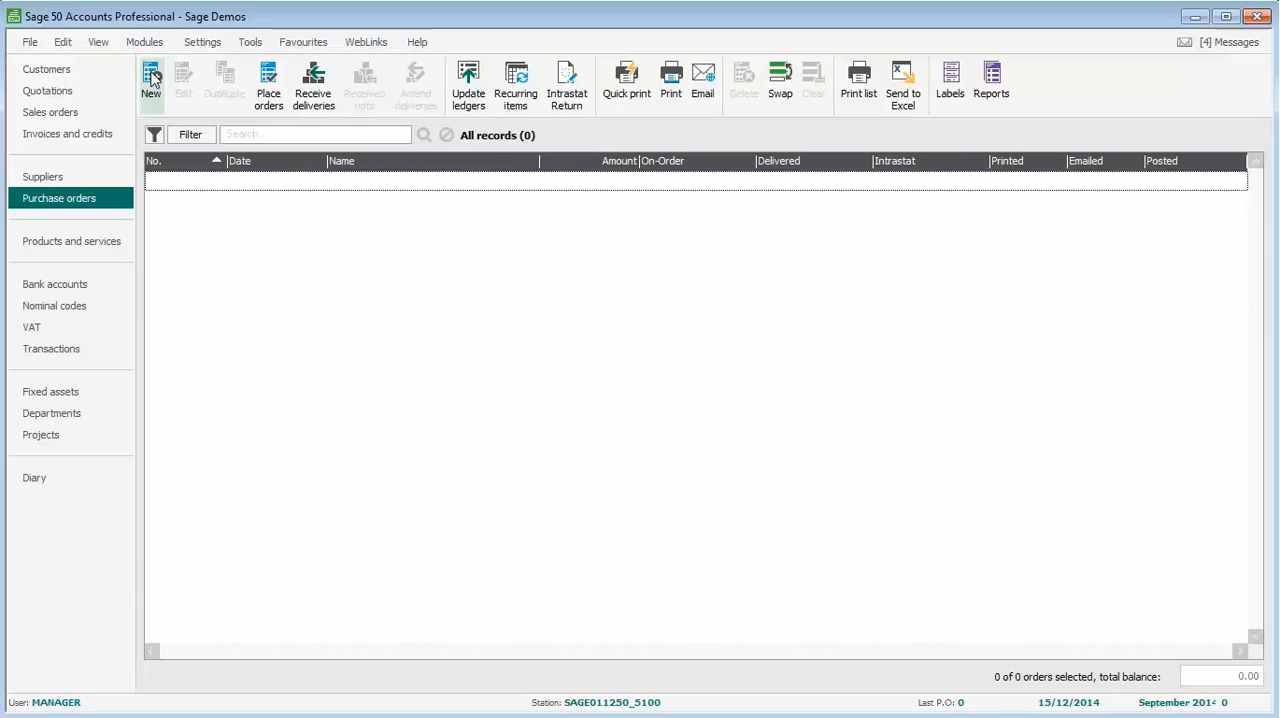 Sage 50 Accounts Professional - Sage Demos
File Edit View Modules Settings Tools Favourites WebLinks Help [4] Messages
Customers
Quotations
Sales orders
Invoices and credits
Suppliers
Purchase orders
Products and services
Bank accounts
Nominal codes
VAT
Transactions
Fixed assets
Departments
Projects
Diary
New Edit Duplicate Place orders Receive deliveries Received note Amend deliveries Update ledgers Recurring items Intrastat Return Quick print Print Email Delete Swap Clear Print list Send to Excel Labels Reports
Filter Search... All records (0)
No. Date Name Amount On-Order Delivered Intrastat Printed Emailed Posted
0 of 0 orders selected, total balance: 0.00
User: MANAGER Station: SAGE011250_5100 Last P.O: 0 15/12/2014 September 2014 0